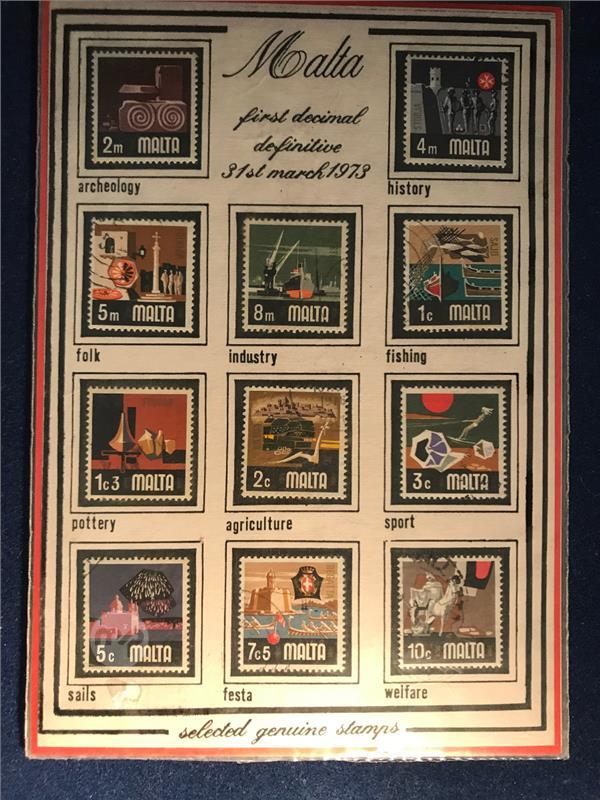 Malta
first decimal
definitive
31st march 1973
2m MALTA
archeology
4m MALTA
history
5m MALTA
folk
8m MALTA
industry
1c MALTA
fishing
1c3 MALTA
pottery
2c MALTA
agriculture
3c MALTA
sport
5c MALTA
sails
7c5 MALTA
festa
10c MALTA
welfare
selected genuine stamps